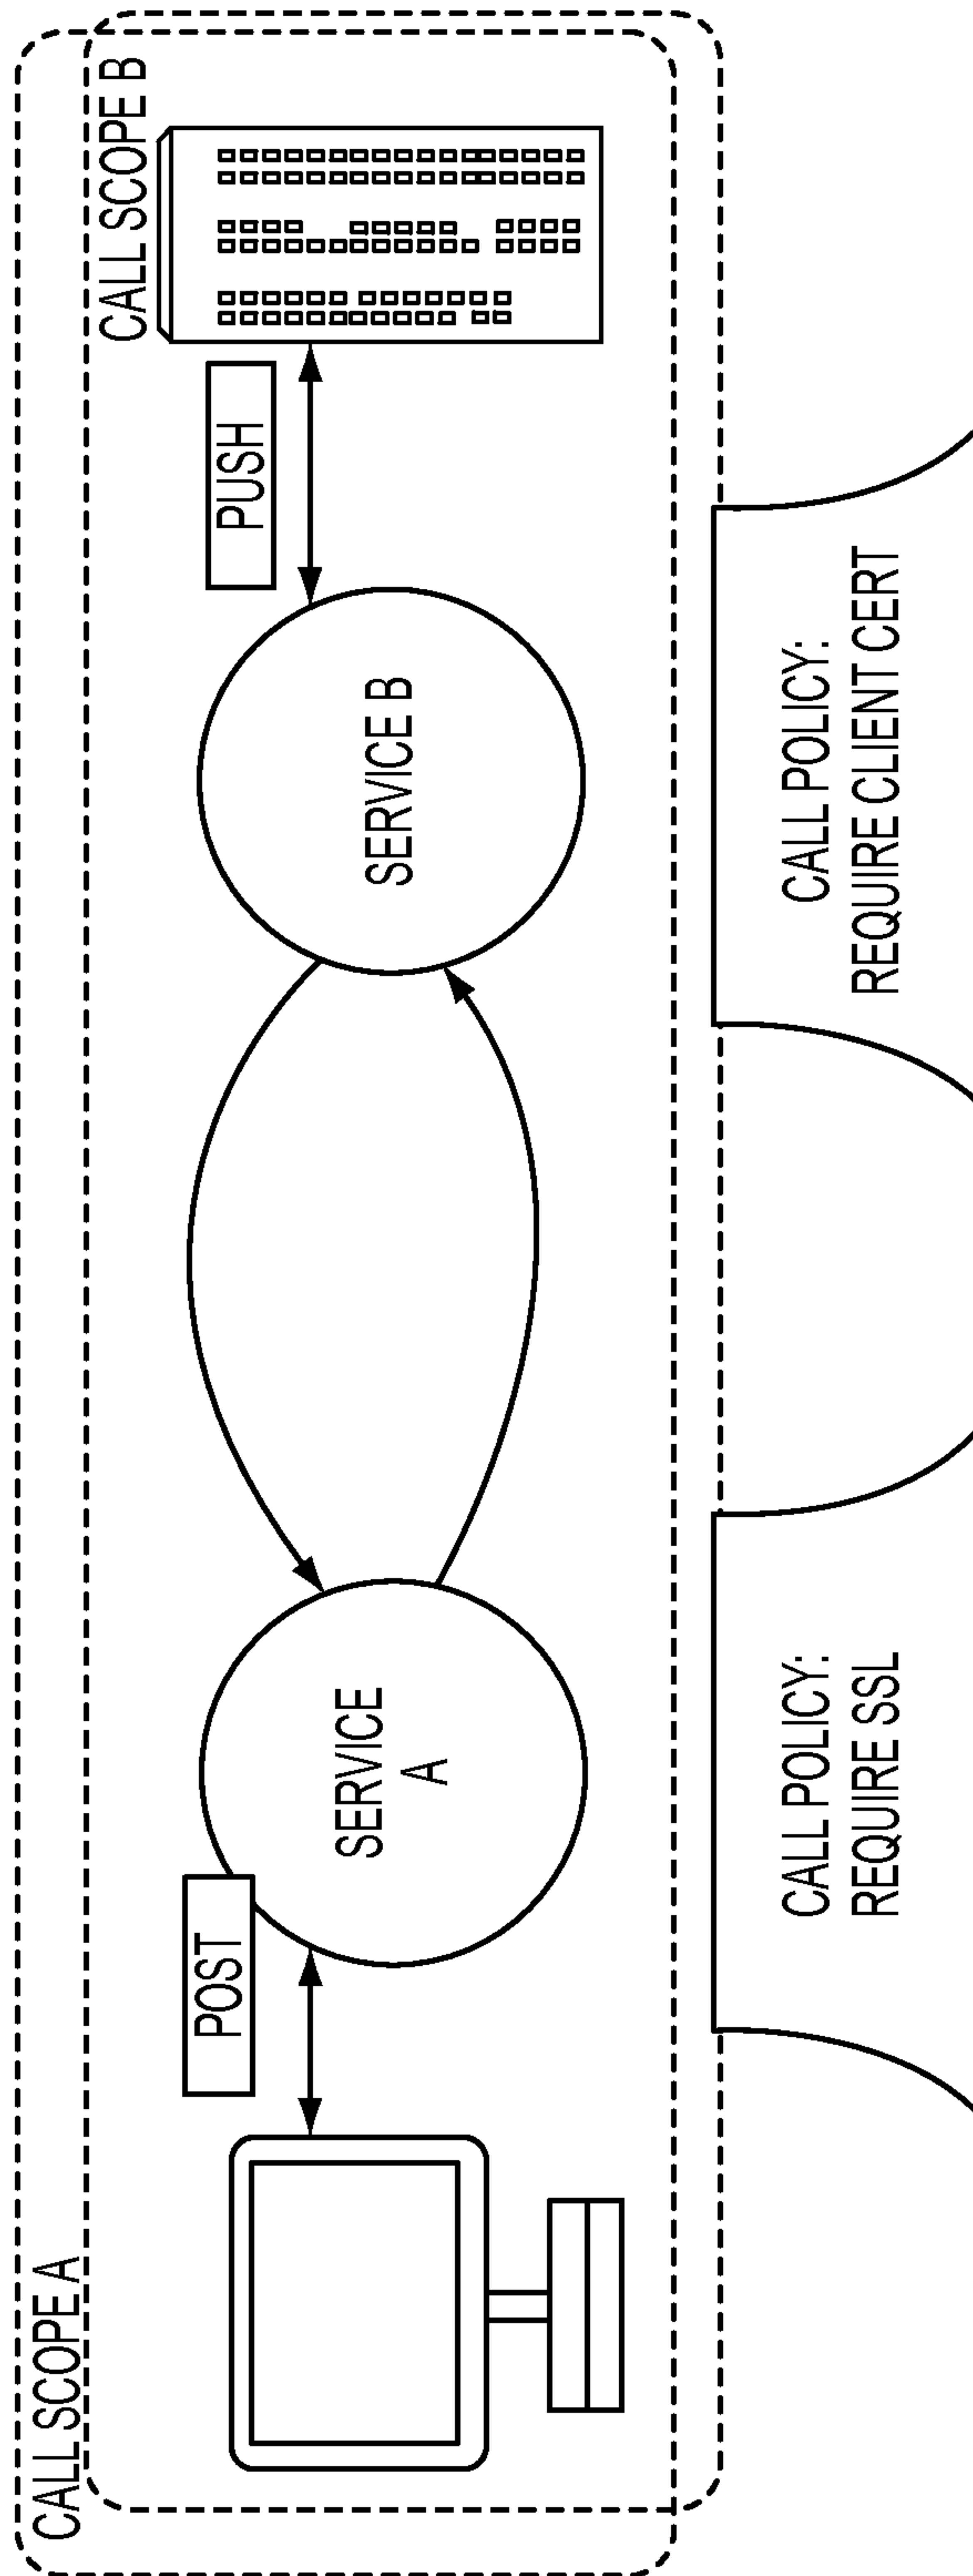 CALL SCOPE A
CALL SCOPE B
POST
PUSH
SERVICE
A
SERVICE B
CALL POLICY:
REQUIRE SSL
CALL POLICY:
REQUIRE CLIENT CERT